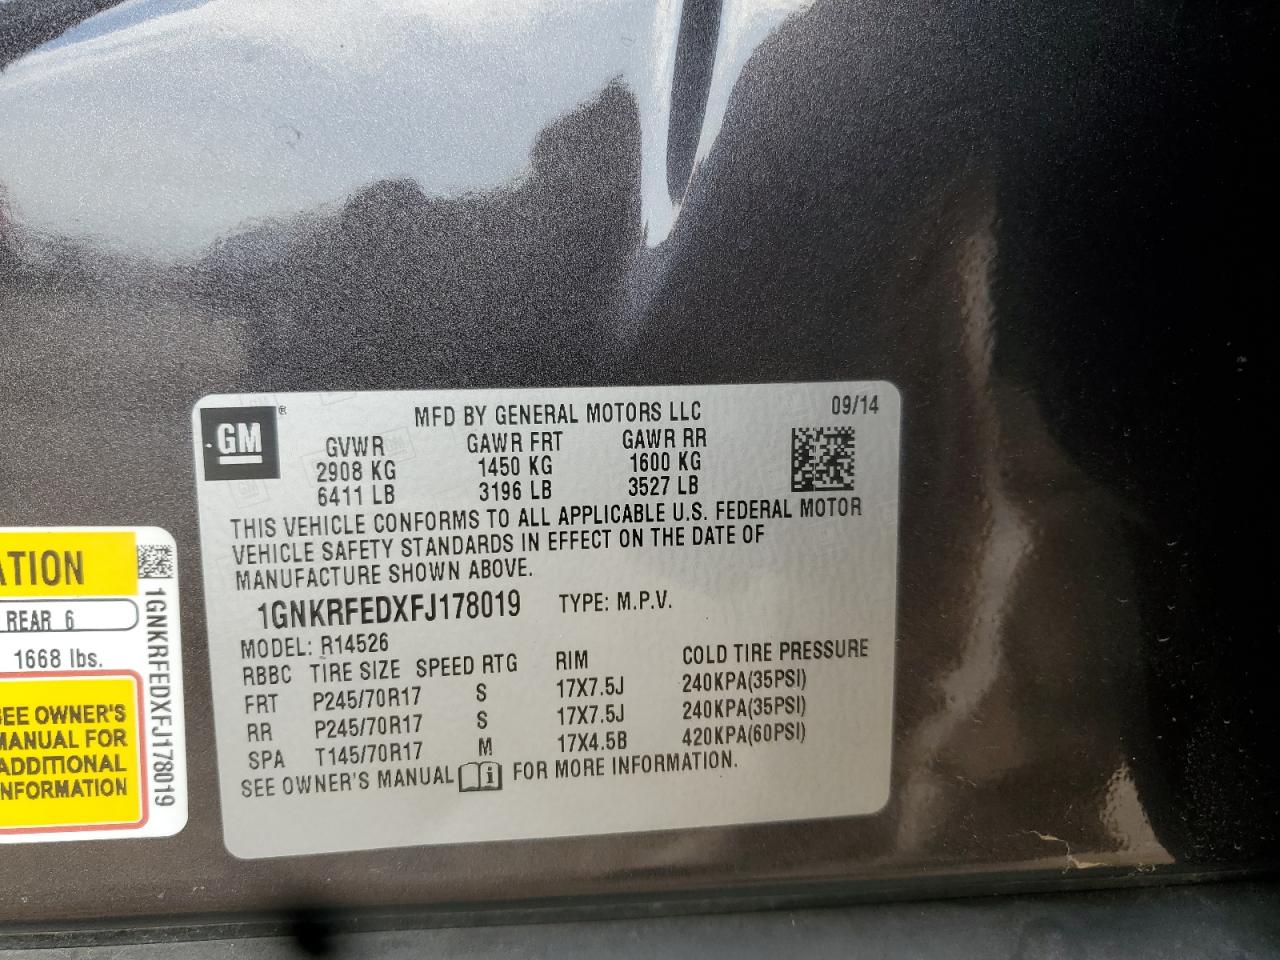 GM ®
MFD BY GENERAL MOTORS LLC
09/14
GVWR GAWR FRT GAWR RR
2908 KG 1450 KG 1600 KG
6411 LB 3196 LB 3527 LB
THIS VEHICLE CONFORMS TO ALL APPLICABLE U.S. FEDERAL MOTOR
VEHICLE SAFETY STANDARDS IN EFFECT ON THE DATE OF
MANUFACTURE SHOWN ABOVE.
1GNKRFEDXFJ178019 TYPE: M.P.V.
MODEL: R14526
RBBC TIRE SIZE SPEED RTG RIM COLD TIRE PRESSURE
FRT P245/70R17 S 17X7.5J 240KPA(35PSI)
RR P245/70R17 S 17X7.5J 240KPA(35PSI)
SPA T145/70R17 M 17X4.5B 420KPA(60PSI)
SEE OWNER'S MANUAL FOR MORE INFORMATION.
ATION
REAR 6
1668 lbs.
SEE OWNER'S
MANUAL FOR
ADDITIONAL
INFORMATION
1GNKRFEDXFJ178019